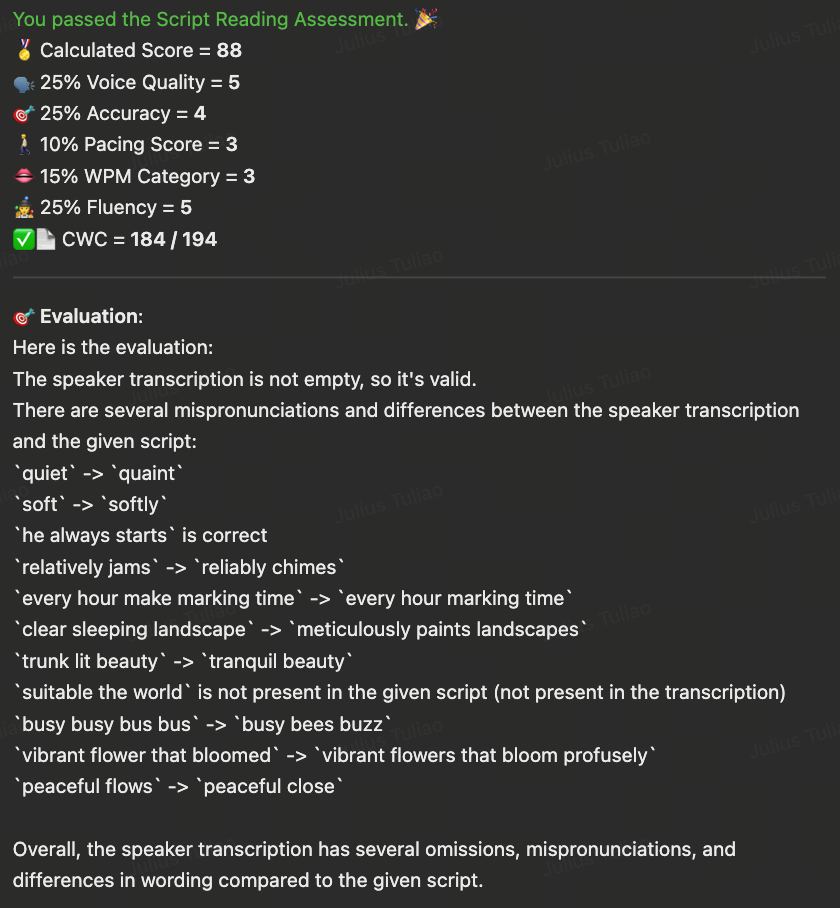 You passed the Script Reading Assessment. 🎉
🏅 Calculated Score = 88
🗣️ 25% Voice Quality = 5
🎯 25% Accuracy = 4
🚶 10% Pacing Score = 3
👄 15% WPM Category = 3
🧑‍🎤 25% Fluency = 5
✅📄 CWC = 184 / 194
🎯 Evaluation:
Here is the evaluation:
The speaker transcription is not empty, so it's valid.
There are several mispronunciations and differences between the speaker transcription
and the given script:
`quiet` -> `quaint`
`soft` -> `softly`
`he always starts` is correct
`relatively jams` -> `reliably chimes`
`every hour make marking time` -> `every hour marking time`
`clear sleeping landscape` -> `meticulously paints landscapes`
`trunk lit beauty` -> `tranquil beauty`
`suitable the world` is not present in the given script (not present in the transcription)
`busy busy bus bus` -> `busy bees buzz`
`vibrant flower that bloomed` -> `vibrant flowers that bloom profusely`
`peaceful flows` -> `peaceful close`
Overall, the speaker transcription has several omissions, mispronunciations, and
differences in wording compared to the given script.
Julius Tuliao